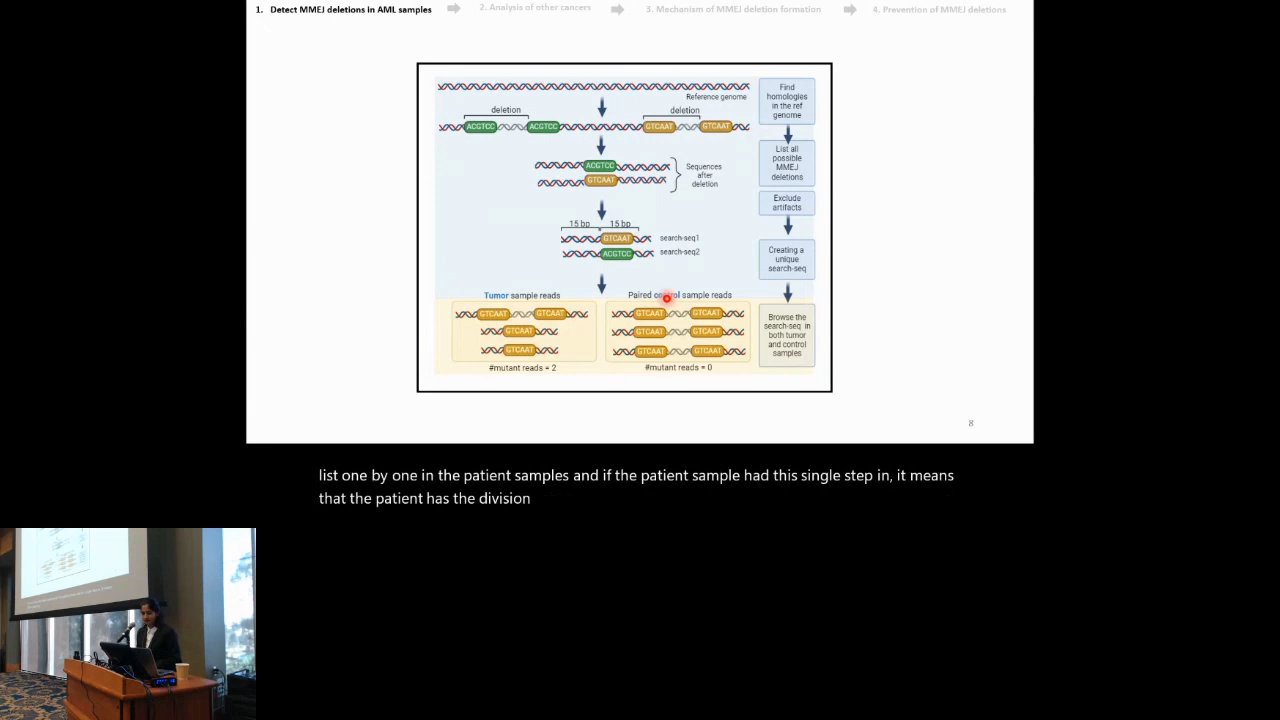 1. Detect MMEJ deletions in AML samples
2. Analysis of other cancers
3. Mechanism of MMEJ deletion formation
4. Prevention of MMEJ deletions
Reference genome
deletion
deletion
ACGTCC
ACGTCC
GTCAAT
GTCAAT
ACGTCC
GTCAAT
Sequences
after
deletion
15 bp
15 bp
GTCAAT
search-seq1
ACGTCC
search-seq2
Tumor sample reads
Paired control sample reads
GTCAAT
GTCAAT
GTCAAT
GTCAAT
GTCAAT
GTCAAT
GTCAAT
GTCAAT
GTCAAT
GTCAAT
#mutant reads = 2
#mutant reads = 0
Find
homologies
in the ref
genome
List all
possible
MMEJ
deletions
Exclude
artifacts
Creating a
unique
search-seq
Browse the
search-seq in
both tumor
and control
samples
8
list one by one in the patient samples and if the patient sample had this single step in, it means
that the patient has the division